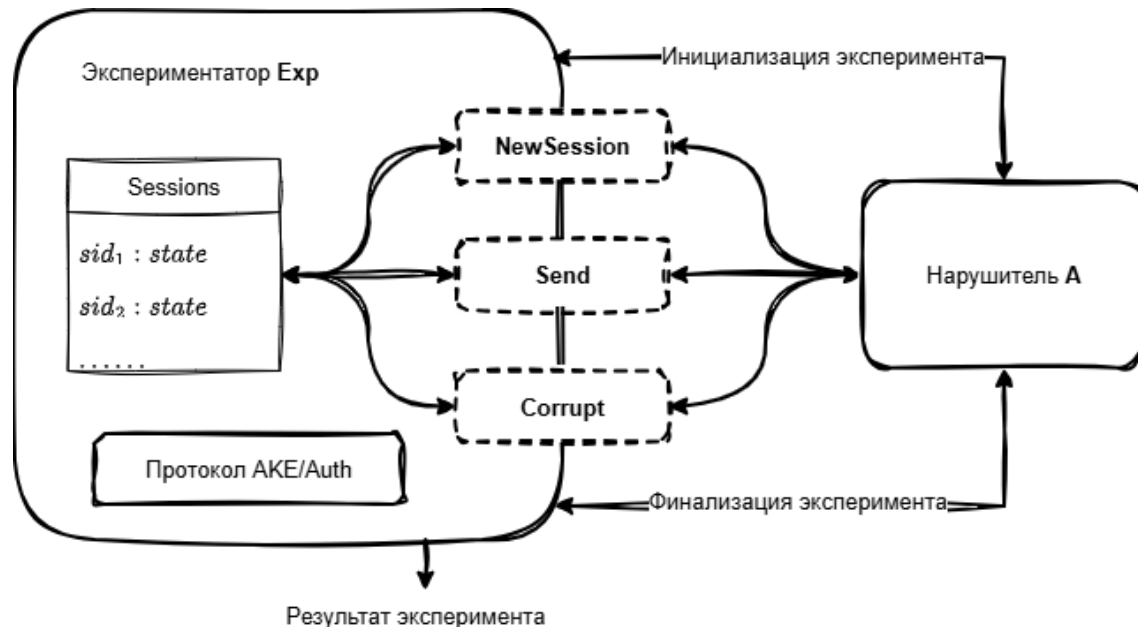 Инициализация эксперимента
Экспериментатор Exp
NewSession
Sessions
sid₁ : state
Send
Нарушитель A
sid₂ : state
......
Corrupt
Протокол AKE/Auth
Финализация эксперимента
Результат эксперимента